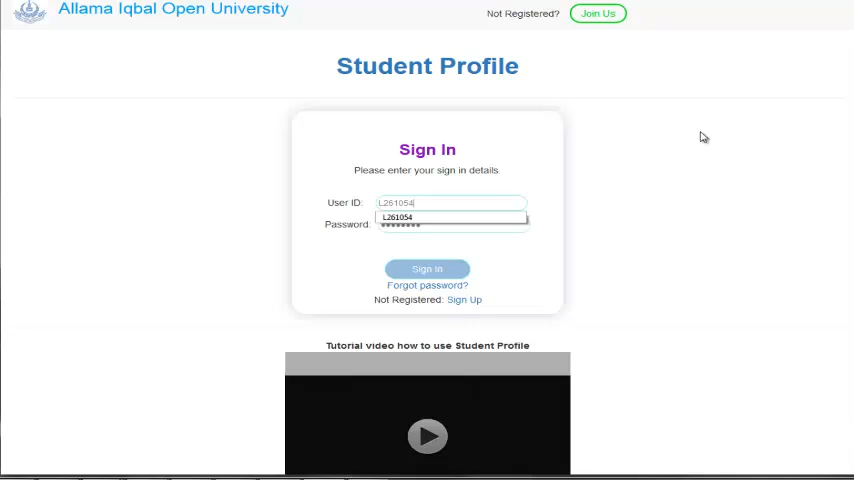 Allama Iqbal Open University
Not Registered? Join Us
Student Profile
Sign In
Please enter your sign in details
User ID: L261054
L261054
Password:
Sign In
Forgot password?
Not Registered: Sign Up
Tutorial video how to use Student Profile